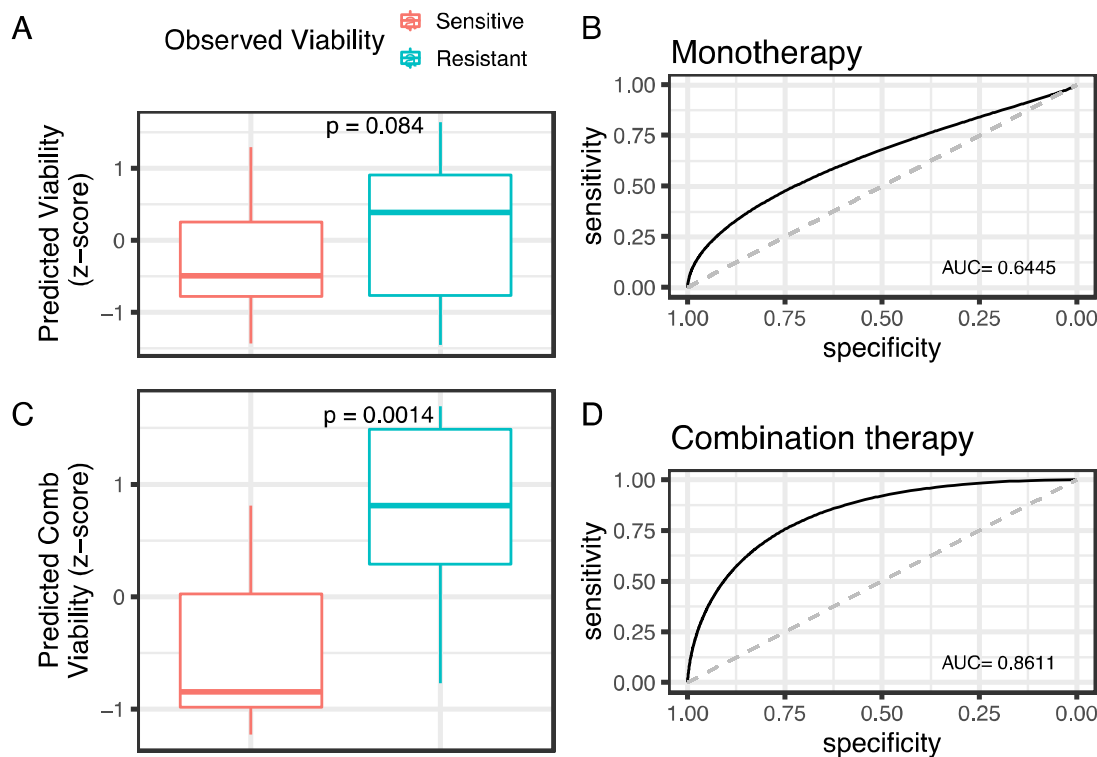 A
Observed Viability
Sensitive
Resistant
p = 0.084
Predicted Viability
(z−score)
1
0
−1
B
Monotherapy
sensitivity
1.00
0.75
0.50
0.25
0.00
AUC= 0.6445
1.00 0.75 0.50 0.25 0.00
specificity
C
p = 0.0014
Predicted Comb
Viability (z−score)
1
0
−1
D
Combination therapy
sensitivity
1.00
0.75
0.50
0.25
0.00
AUC= 0.8611
1.00 0.75 0.50 0.25 0.00
specificity